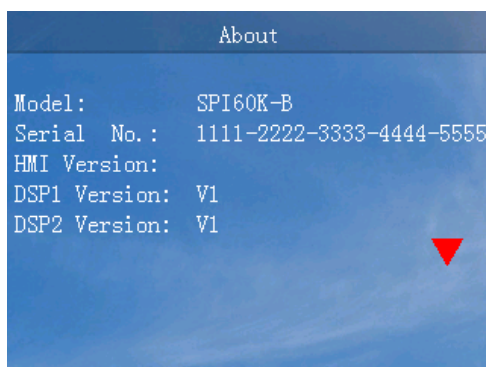 About
Model: SPI60K-B
Serial No.: 1111-2222-3333-4444-5555
HMI Version:
DSP1 Version: V1
DSP2 Version: V1